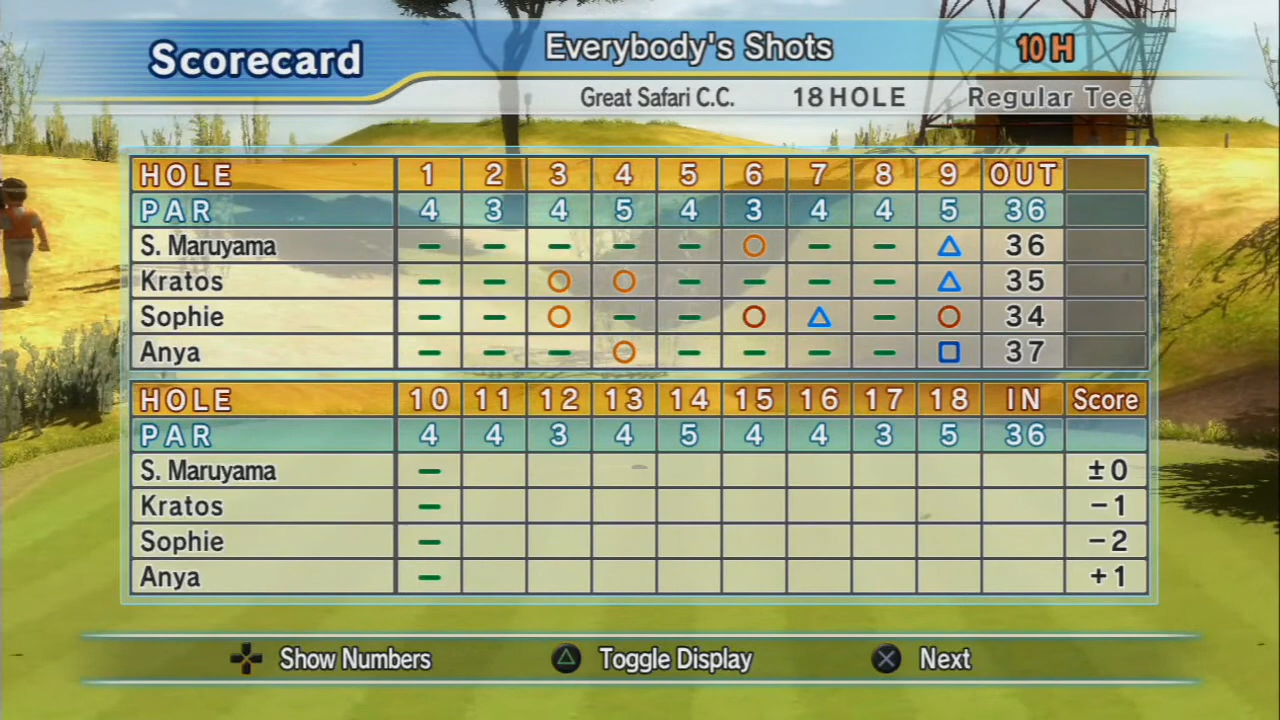 Scorecard
Everybody's Shots 10H
Great Safari C.C. 18HOLE Regular Tee
HOLE 1 2 3 4 5 6 7 8 9 OUT
PAR 4 3 4 5 4 3 4 4 5 36
S. Maruyama – – – – – ○ – – △ 36
Kratos – – ○ ○ – – – – △ 35
Sophie – – ○ – – ○ △ – ○ 34
Anya – – – ○ – – – – □ 37
HOLE 10 11 12 13 14 15 16 17 18 IN Score
PAR 4 4 3 4 5 4 4 3 5 36
S. Maruyama – ±0
Kratos – −1
Sophie – −2
Anya – +1
Show Numbers Toggle Display Next